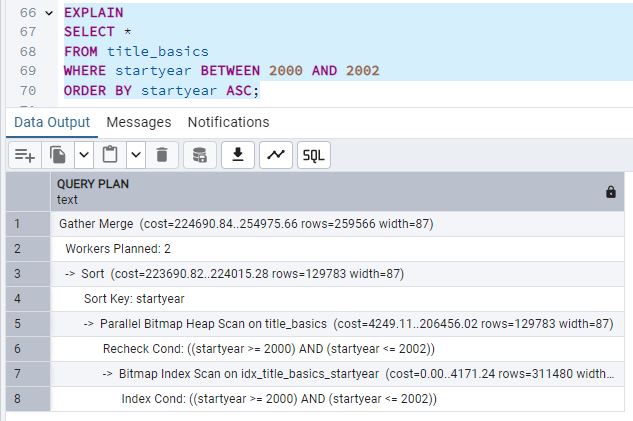 66 EXPLAIN
67 SELECT *
68 FROM title_basics
69 WHERE startyear BETWEEN 2000 AND 2002
70 ORDER BY startyear ASC;
Data Output Messages Notifications
SQL
QUERY PLAN
text
1 Gather Merge (cost=224690.84..254975.66 rows=259566 width=87)
2 Workers Planned: 2
3 -> Sort (cost=223690.82..224015.28 rows=129783 width=87)
4 Sort Key: startyear
5 -> Parallel Bitmap Heap Scan on title_basics (cost=4249.11..206456.02 rows=129783 width=87)
6 Recheck Cond: ((startyear >= 2000) AND (startyear <= 2002))
7 -> Bitmap Index Scan on idx_title_basics_startyear (cost=0.00..4171.24 rows=311480 width...
8 Index Cond: ((startyear >= 2000) AND (startyear <= 2002))